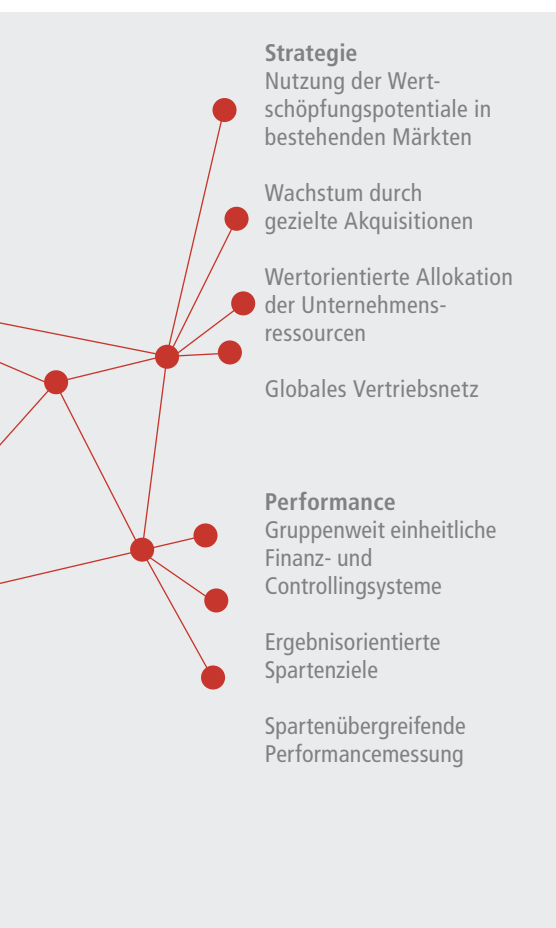 Strategie
Nutzung der Wert-
schöpfungspotentiale in
bestehenden Märkten
Wachstum durch
gezielte Akquisitionen
Wertorientierte Allokation
der Unternehmens-
ressourcen
Globales Vertriebsnetz
Performance
Gruppenweit einheitliche
Finanz- und
Controllingsysteme
Ergebnisorientierte
Spartenziele
Spartenübergreifende
Performancemessung